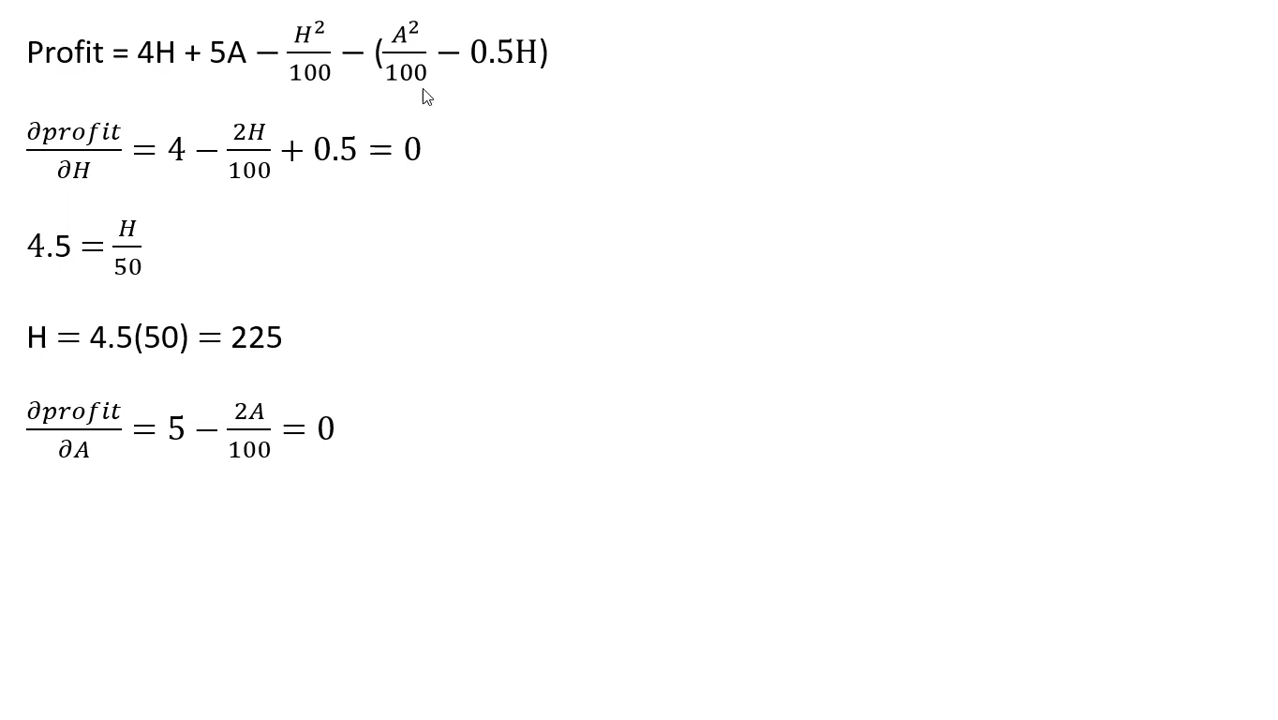 Profit = 4H + 5A − H²/100 − (A²/100 − 0.5H)
∂profit/∂H = 4 − 2H/100 + 0.5 = 0
4.5 = H/50
H = 4.5(50) = 225
∂profit/∂A = 5 − 2A/100 = 0